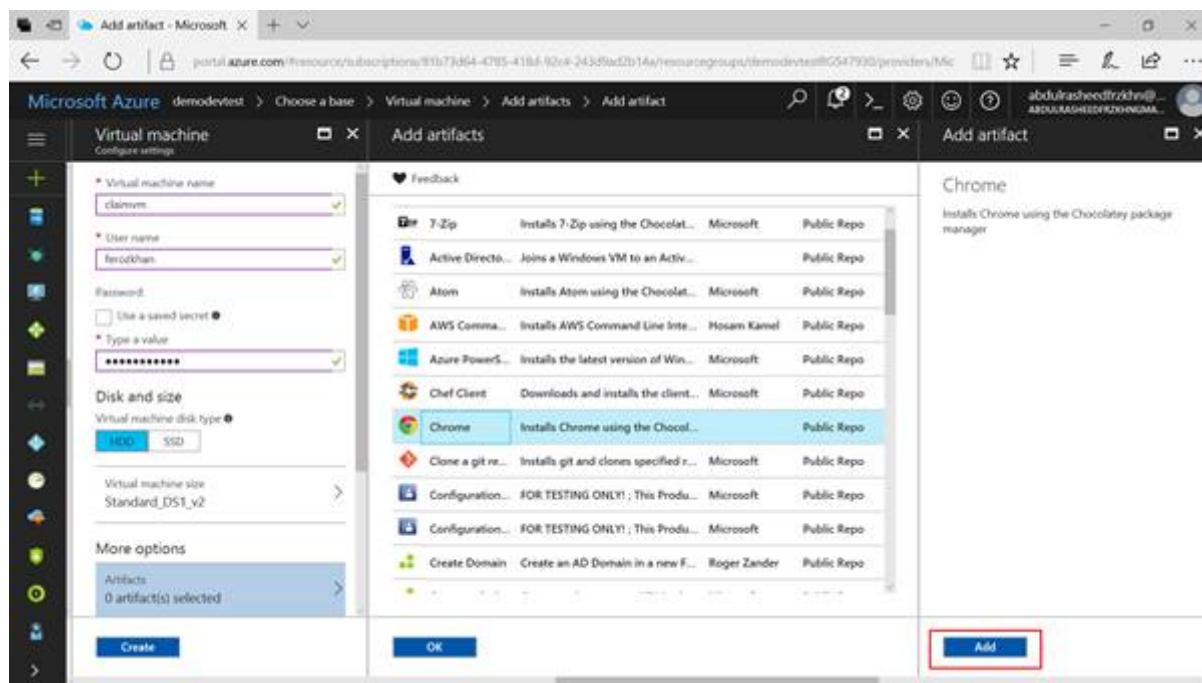 Add artifact - Microsoft
portal.azure.com
Microsoft Azure demodevtest > Choose a base > Virtual machine > Add artifacts > Add artifact
2
abdulrasheedfrzkhn@...
Virtual machine
Configure settings
* Virtual machine name
claimvm
* User name
ferozkhan
Password
Use a saved secret
* Type a value
Disk and size
Virtual machine disk type
HDD SSD
Virtual machine size
Standard_DS1_v2
More options
Artifacts
0 artifact(s) selected
Create
Add artifacts
Feedback
7-Zip Installs 7-Zip using the Chocolat... Microsoft Public Repo
Active Directo... Joins a Windows VM to an Activ... Public Repo
Atom Installs Atom using the Chocolat... Microsoft Public Repo
AWS Comma... Installs AWS Command Line Inte... Hosam Kamel Public Repo
Azure PowerS... Installs the latest version of Win... Microsoft Public Repo
Chef Client Downloads and installs the client... Microsoft Public Repo
Chrome Installs Chrome using the Chocol... Public Repo
Clone a git re... Installs git and clones specified r... Microsoft Public Repo
Configuration... FOR TESTING ONLY! ; This Produ... Microsoft Public Repo
Configuration... FOR TESTING ONLY! ; This Produ... Microsoft Public Repo
Create Domain Create an AD Domain in a new F... Roger Zander Public Repo
OK
Add artifact
Chrome
Installs Chrome using the Chocolatey package
manager
Add